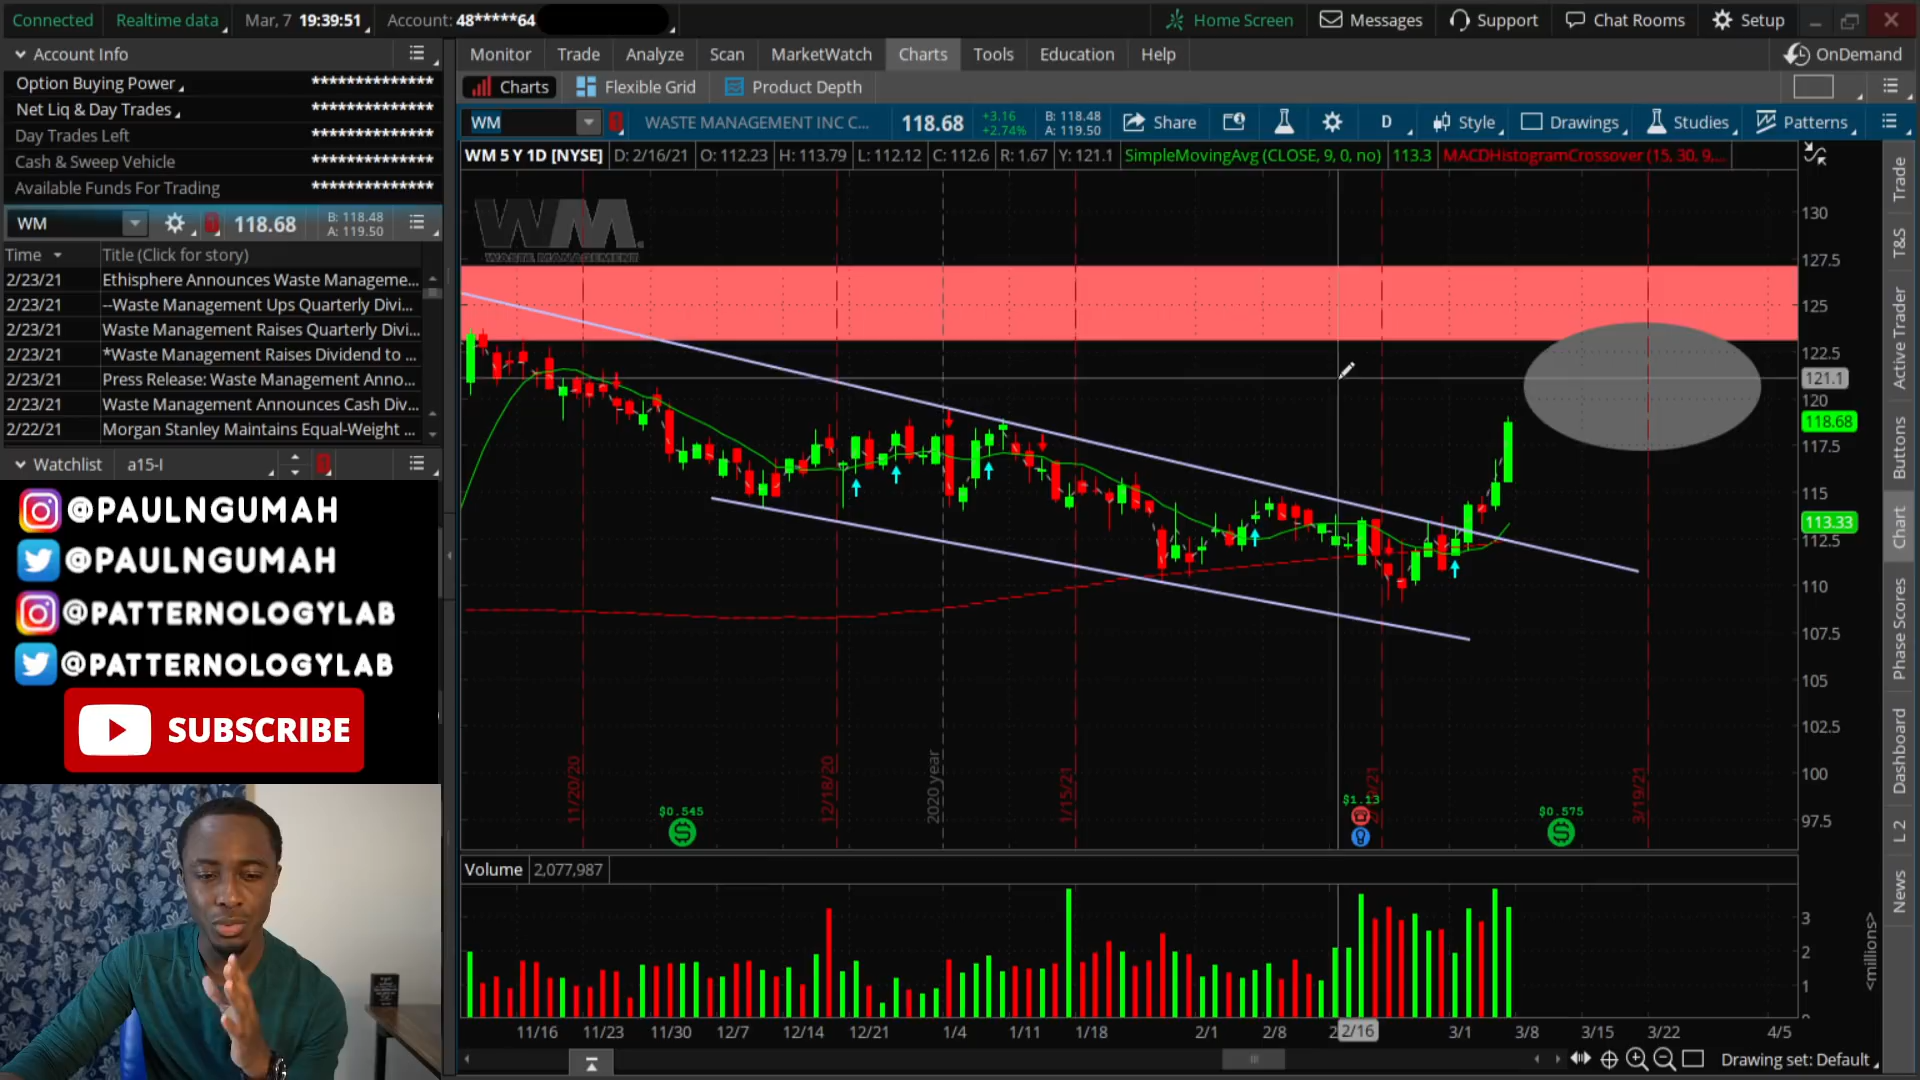 Connected Realtime data Mar, 7 19:39:51 Account: 48*****64 Home Screen Messages Support Chat Rooms Setup
Account Info
Option Buying Power **************
Net Liq & Day Trades **************
Day Trades Left **************
Cash & Sweep Vehicle **************
Available Funds For Trading **************
WM 118.68 B: 118.48 A: 119.50
Time Title (Click for story)
2/23/21 Ethisphere Announces Waste Manageme...
2/23/21 --Waste Management Ups Quarterly Divi...
2/23/21 Waste Management Raises Quarterly Divi...
2/23/21 *Waste Management Raises Dividend to ...
2/23/21 Press Release: Waste Management Anno...
2/23/21 Waste Management Announces Cash Div...
2/22/21 Morgan Stanley Maintains Equal-Weight ...
Watchlist a15-I
@PAULNGUMAH
@PAULNGUMAH
@PATTERNOLOGYLAB
@PATTERNOLOGYLAB
SUBSCRIBE
Monitor Trade Analyze Scan MarketWatch Charts Tools Education Help OnDemand
Charts Flexible Grid Product Depth
WM WASTE MANAGEMENT INC C... 118.68 +3.16 +2.74% B: 118.48 A: 119.50 Share D Style Drawings Studies Patterns
WM 5 Y 1D [NYSE] D: 2/16/21 O: 112.23 H: 113.79 L: 112.12 C: 112.6 R: 1.67 Y: 121.1 SimpleMovingAvg (CLOSE, 9, 0, no) 113.3 MACDHistogramCrossover (15, 30, 9,...
WM
WASTE MANAGEMENT
130
127.5
125
122.5
121.1
120
118.68
117.5
115
113.33
112.5
110
107.5
105
102.5
100
97.5
11/20/20
12/18/20
2020 year
1/15/21
3/19/21
$0.545
$1.13
$0.575
Volume 2,077,987
3
2
1
<millions>
11/16 11/23 11/30 12/7 12/14 12/21 1/4 1/11 1/18 2/1 2/8 2/16 3/1 3/8 3/15 3/22 4/5
Drawing set: Default
Trade
T&S
Active Trader
Buttons
Chart
Phase Scores
Dashboard
L 2
News